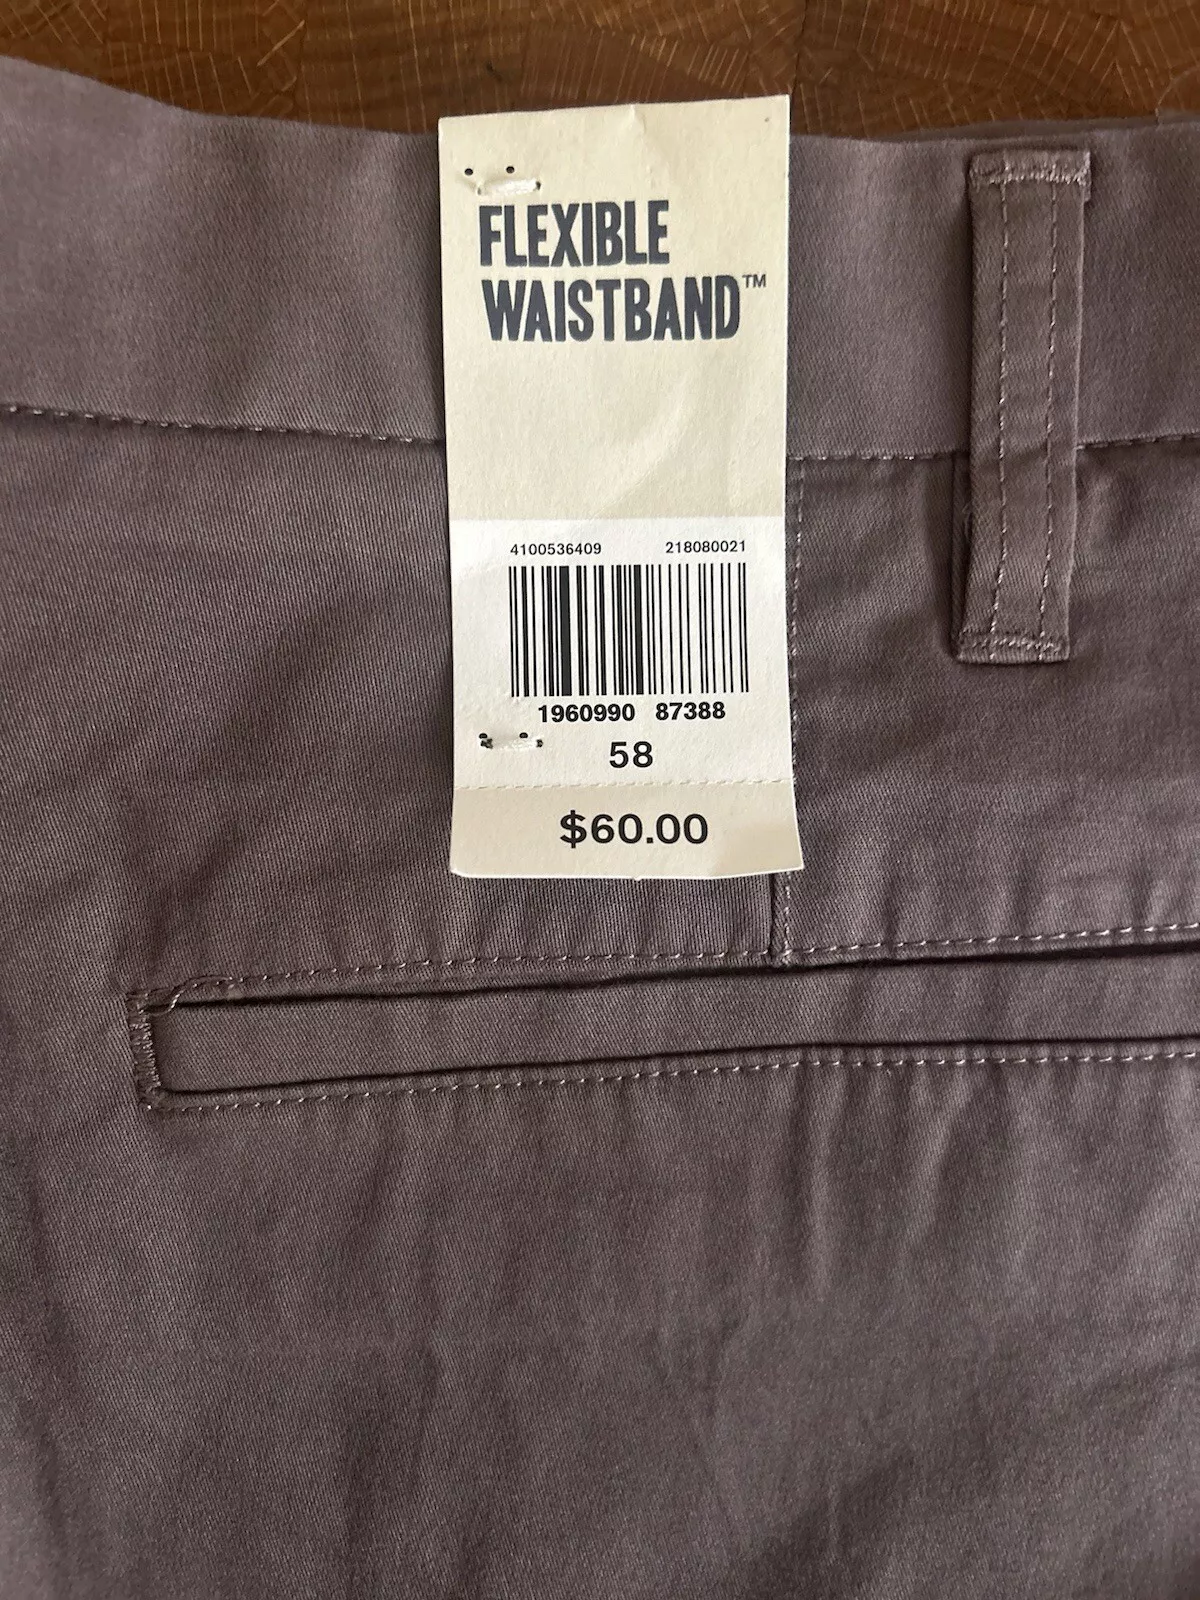 FLEXIBLE
WAISTBAND™
4100536409 218080021
1960990 87388
58
$60.00